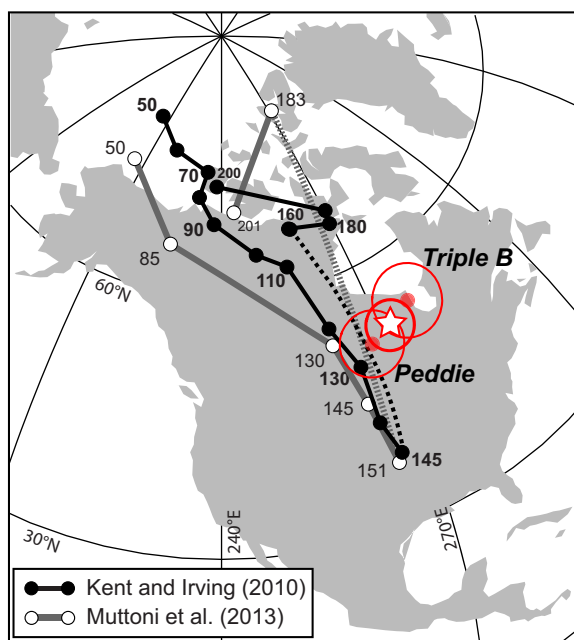 183
50
50
200
70
201
160
180
90
Triple B
85
110
60°N
130
Peddie
130
145
145
151
30°N
240°E
270°E
Kent and Irving (2010)
Muttoni et al. (2013)